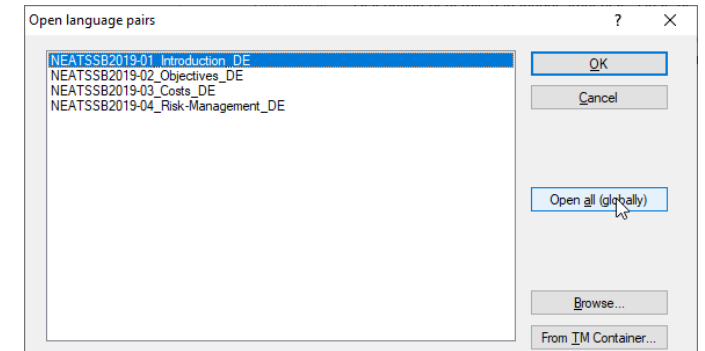 Open language pairs
NEATSSB2019-01_Introduction_DE
NEATSSB2019-02_Objectives_DE
NEATSSB2019-03_Costs_DE
NEATSSB2019-04_Risk-Management_DE
OK
Cancel
Open all (globally)
Browse...
From TM Container...